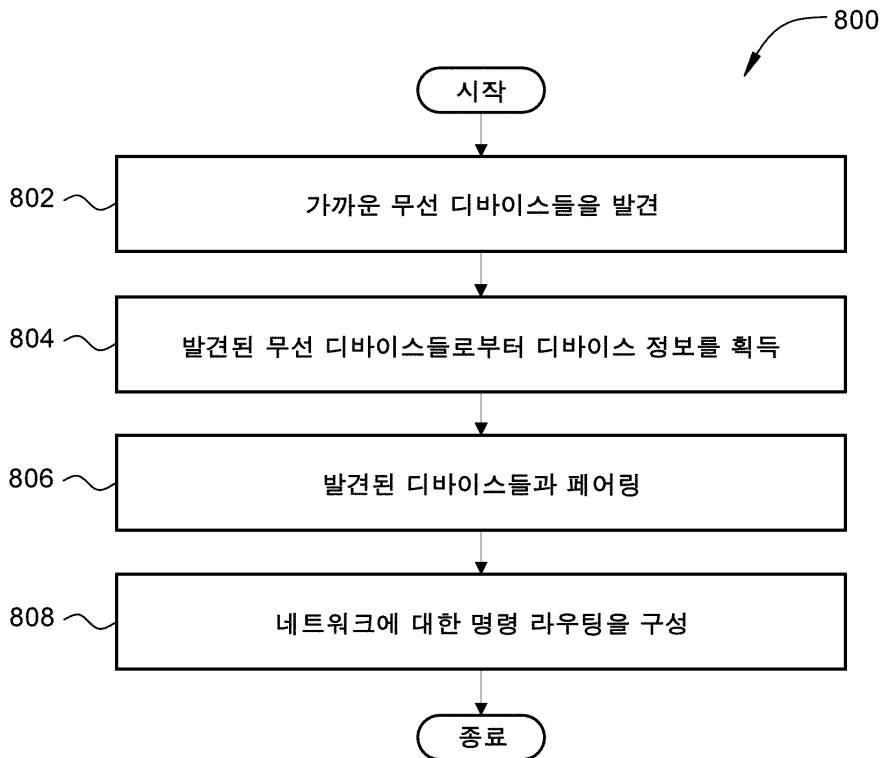 800
시작
802
가까운 무선 디바이스들을 발견
804
발견된 무선 디바이스들로부터 디바이스 정보를 획득
806
발견된 디바이스들과 페어링
808
네트워크에 대한 명령 라우팅을 구성
종료